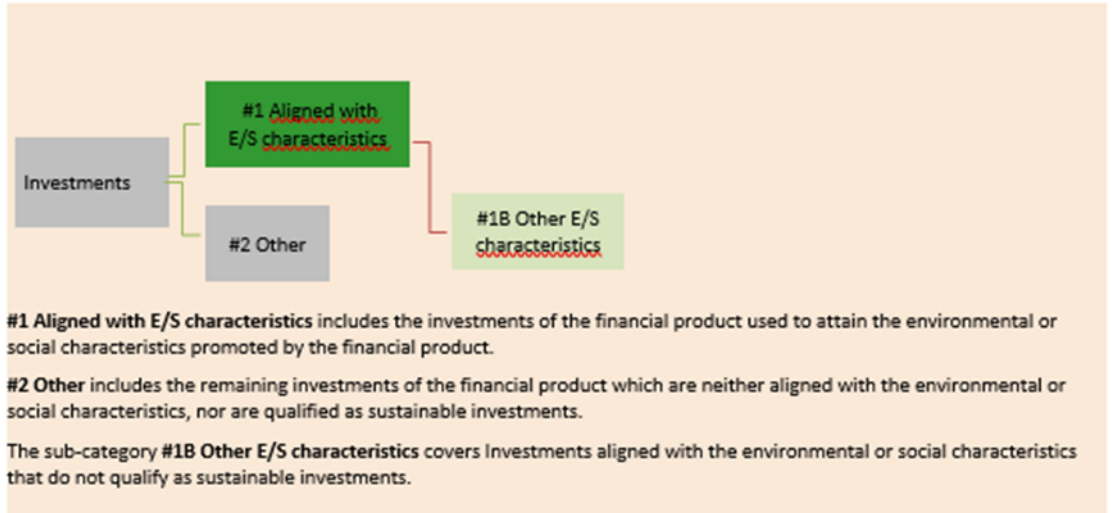 #1 Aligned with
E/S characteristics
Investments
#2 Other
#1B Other E/S
characteristics
#1 Aligned with E/S characteristics includes the investments of the financial product used to attain the environmental or
social characteristics promoted by the financial product.
#2 Other includes the remaining investments of the financial product which are neither aligned with the environmental or
social characteristics, nor are qualified as sustainable investments.
The sub-category #1B Other E/S characteristics covers Investments aligned with the environmental or social characteristics
that do not qualify as sustainable investments.